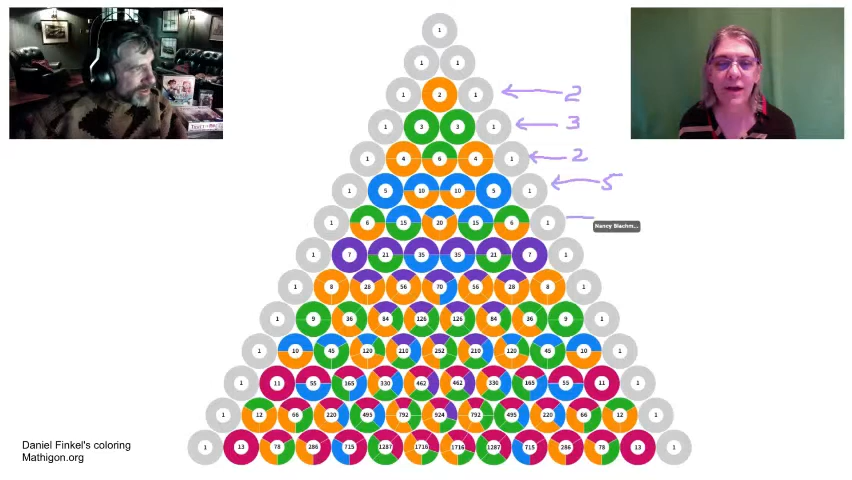 1
1 1
1 2 1 2
1 3 3 1 3
1 4 6 4 1 2
1 5 10 10 5 1 5
1 6 15 20 15 6 1
Nancy Blachm...
1 7 21 35 35 21 7 1
1 8 28 56 70 56 28 8 1
1 9 36 84 126 126 84 36 9 1
1 10 45 120 210 252 210 120 45 10 1
1 11 55 165 330 462 462 330 165 55 11 1
1 12 66 220 495 792 924 792 495 220 66 12 1
1 13 78 286 715 1287 1716 1716 1287 715 286 78 13 1
Daniel Finkel's coloring
Mathigon.org